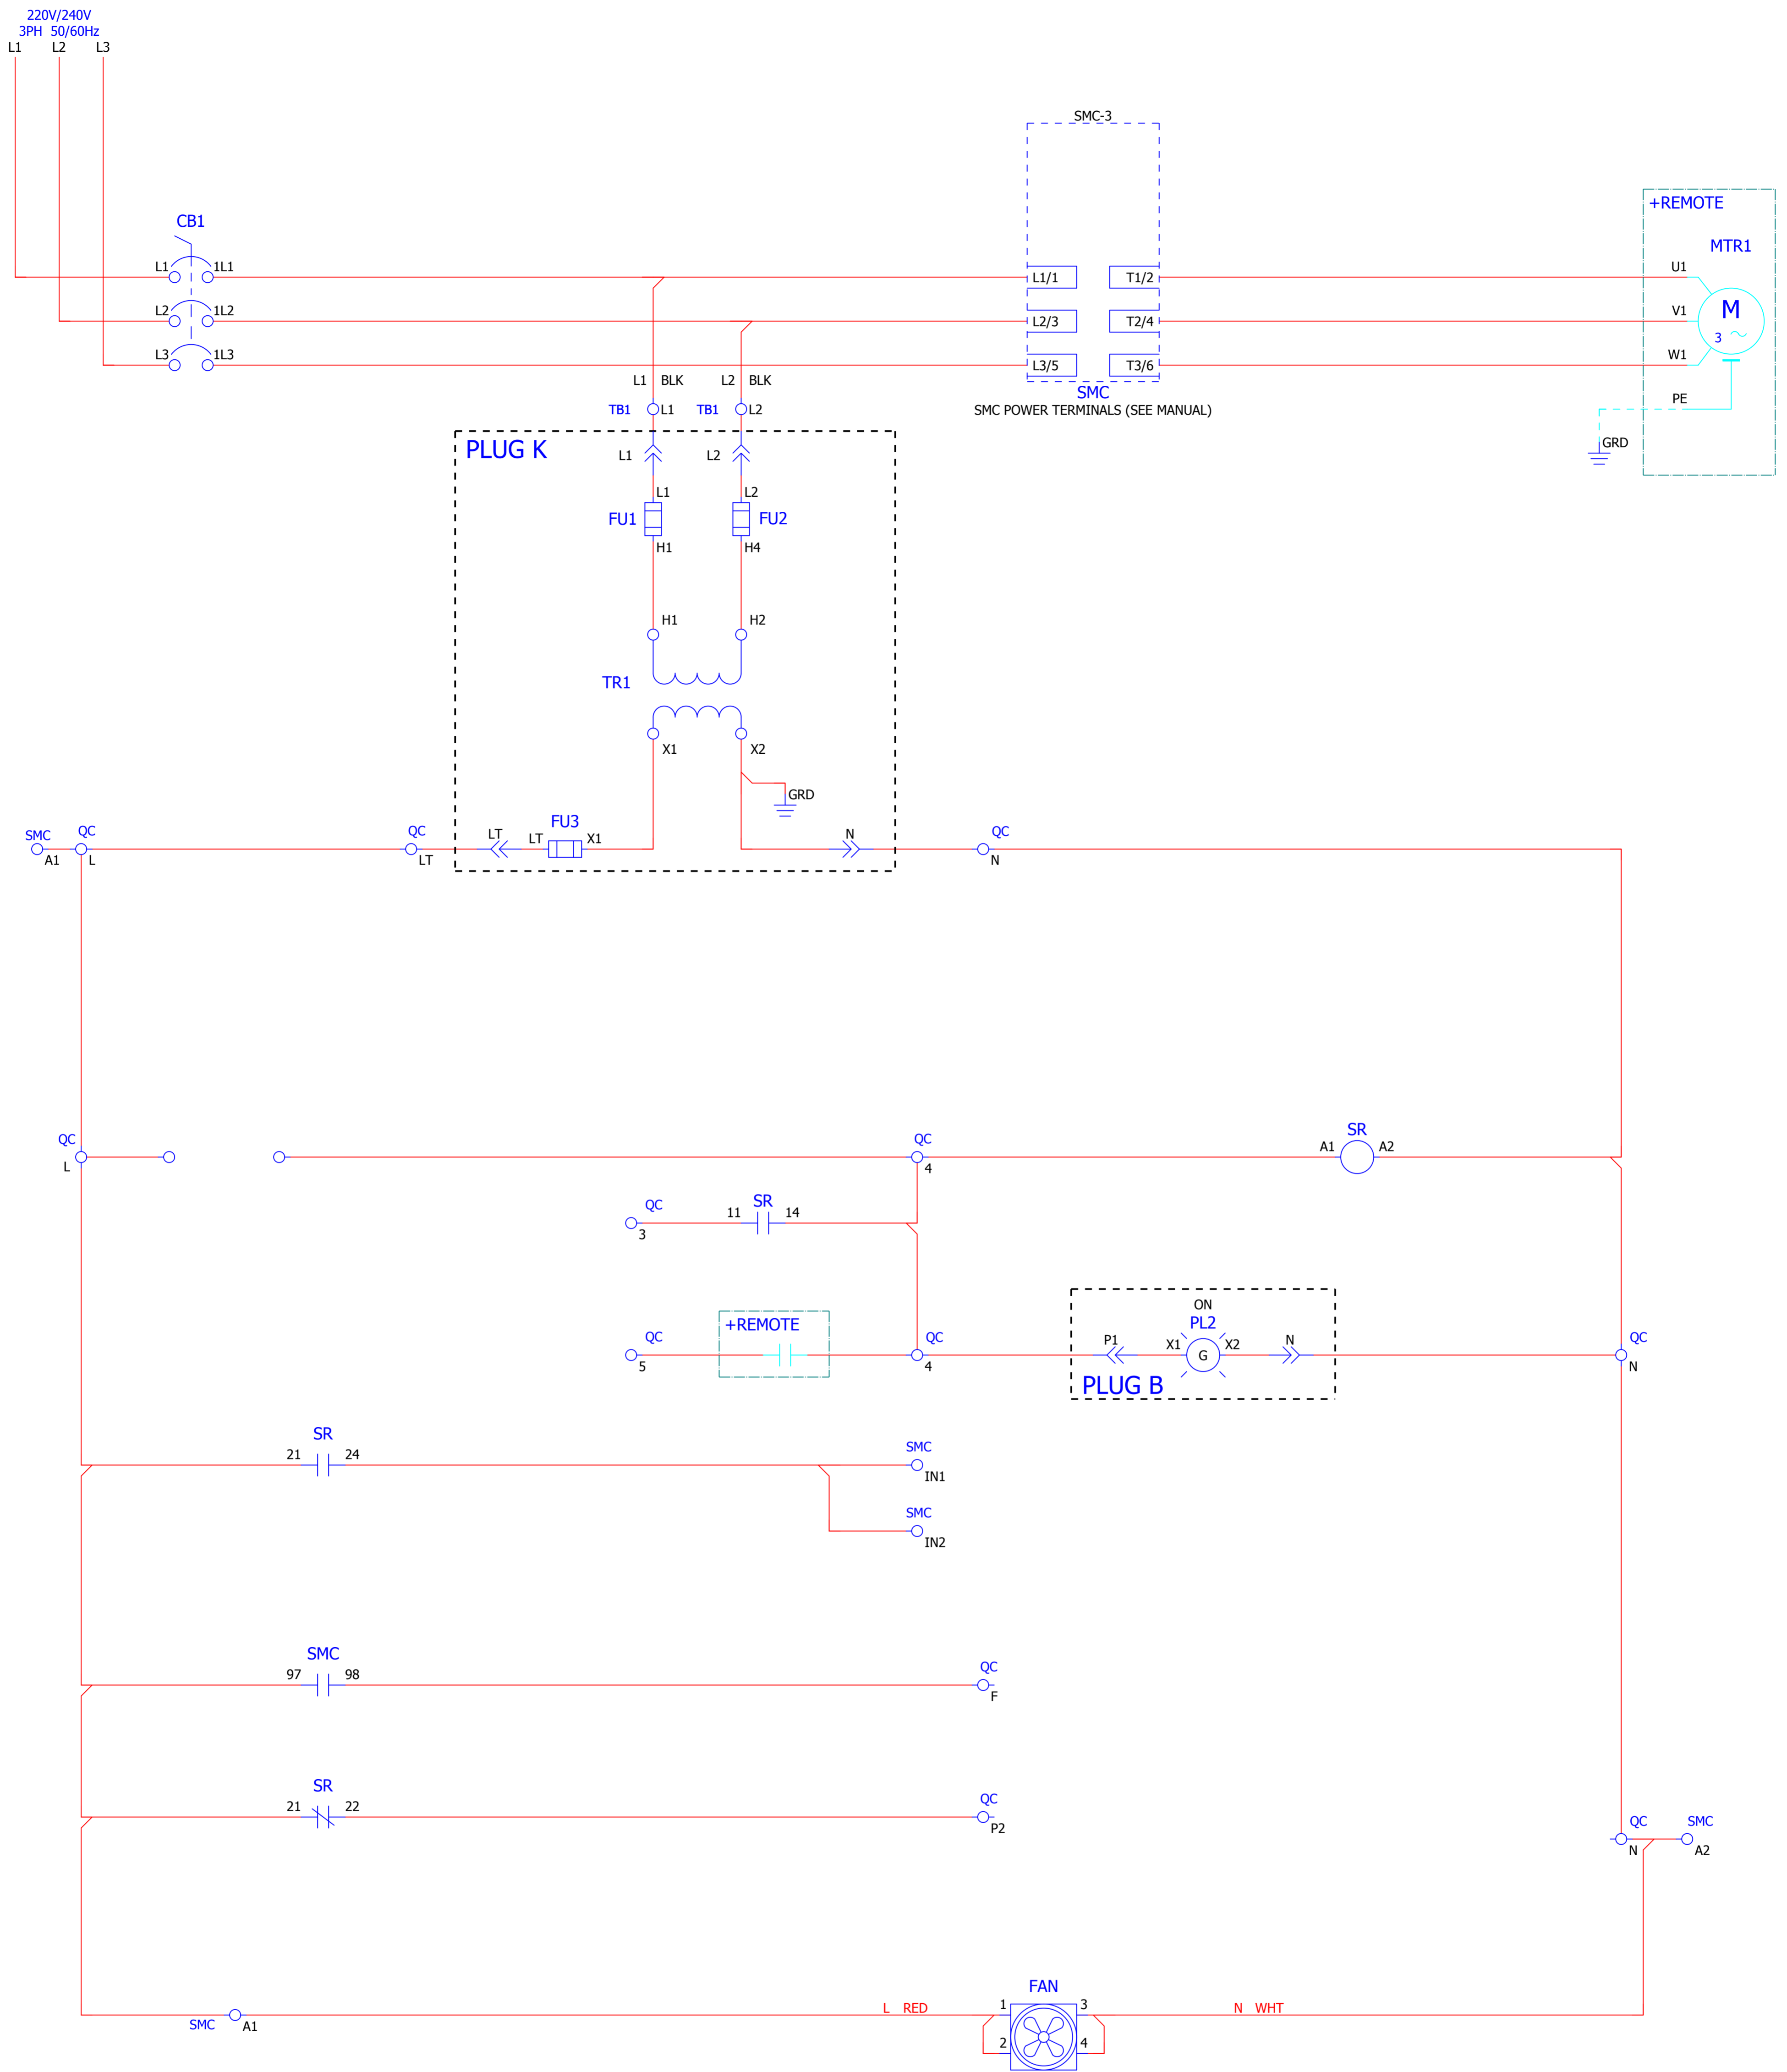 220V/240V
3PH 50/60Hz
L1 L2 L3
SMC-3
+REMOTE
CB1
MTR1
L1 1L1 L1/1 T1/2 U1
L2 1L2 L2/3 T2/4 V1 M
3
L3 1L3 L3/5 T3/6 W1
L1 BLK L2 BLK
SMC
PE
TB1 L1 TB1 L2
SMC POWER TERMINALS (SEE MANUAL)
GRD
PLUG K
L1 L2
L1 L2
FU1 FU2
H1 H4
H1 H2
TR1
X1 X2
GRD
FU3
SMC QC QC LT LT X1 N QC
A1 L LT N
SR
QC QC A1 A2
L 4
QC SR
11 14
3
ON
+REMOTE PL2
QC QC P1 X1 X2 N QC
G
5 4 N
PLUG B
SR
21 24 SMC
IN1
SMC
IN2
SMC
97 98 QC
F
SR
21 22 QC
P2
QC SMC
N A2
FAN
L RED 1 3 N WHT
SMC A1
2 4